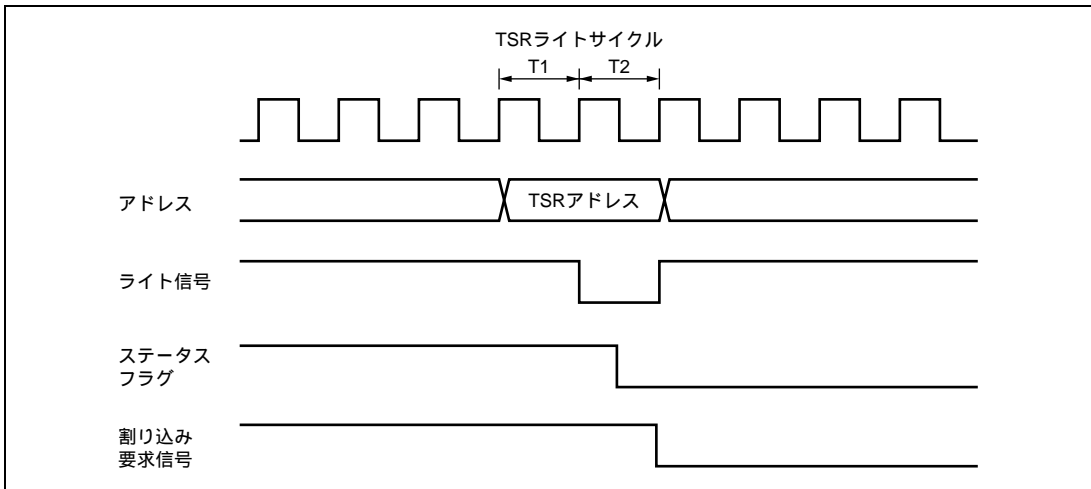 TSRライトサイクル
T1
T2
アドレス
TSRアドレス
ライト信号
ステータス
フラグ
割り込み
要求信号